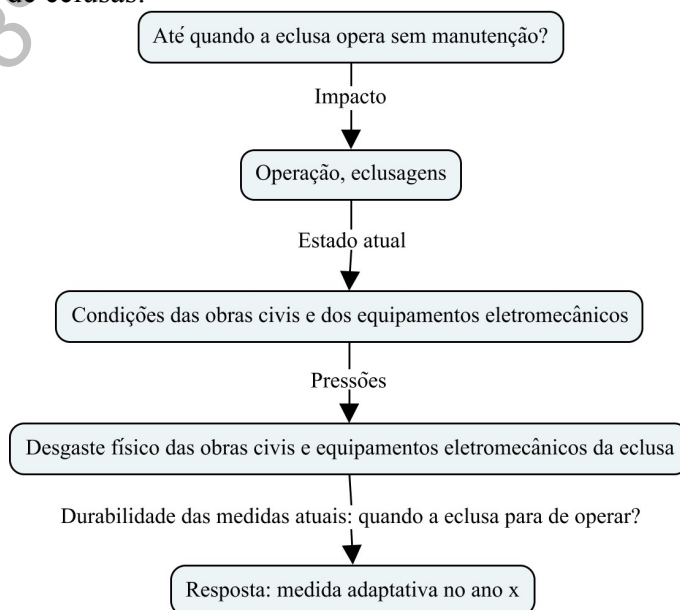 de eclusas.
Até quando a eclusa opera sem manutenção?
Impacto
Operação, eclusagens
Estado atual
Condições das obras civis e dos equipamentos eletromecânicos
Pressões
Desgaste físico das obras civis e equipamentos eletromecânicos da eclusa
Durabilidade das medidas atuais: quando a eclusa para de operar?
Resposta: medida adaptativa no ano x